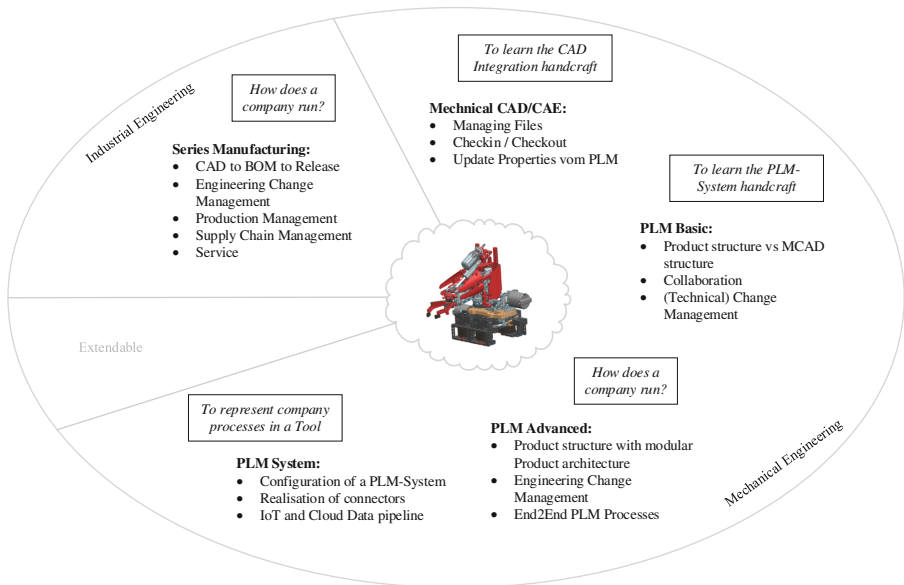 Industrial Engineering
How does a
company run?
Series Manufacturing:
• CAD to BOM to Release
• Engineering Change
Management
• Production Management
• Supply Chain Management
• Service
To learn the CAD
Integration handcraft
Mechnical CAD/CAE:
• Managing Files
• Checkin / Checkout
• Update Properties vom PLM
To learn the PLM-
System handcraft
PLM Basic:
• Product structure vs MCAD
structure
• Collaboration
• (Technical) Change
Management
Extendable
To represent company
processes in a Tool
PLM System:
• Configuration of a PLM-System
• Realisation of connectors
• IoT and Cloud Data pipeline
How does a
company run?
PLM Advanced:
• Product structure with modular
Product architecture
• Engineering Change
Management
• End2End PLM Processes
Mechanical Engineering